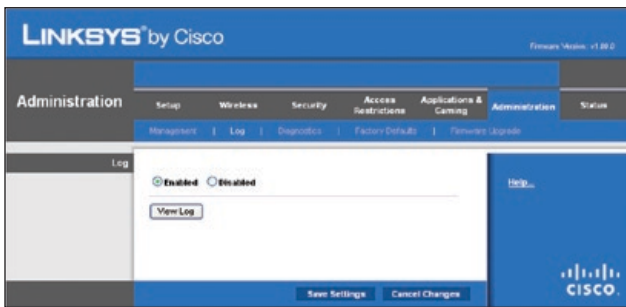 LINKSYS® by Cisco
Firmware Version: v1.00.0
Administration
Setup
Wireless
Security
Access Restrictions
Applications & Gaming
Administration
Status
Management | Log | Diagnostics | Factory Defaults | Firmware Upgrade
Log
Enabled Disabled
View Log
Help...
Save Settings Cancel Changes
CISCO.